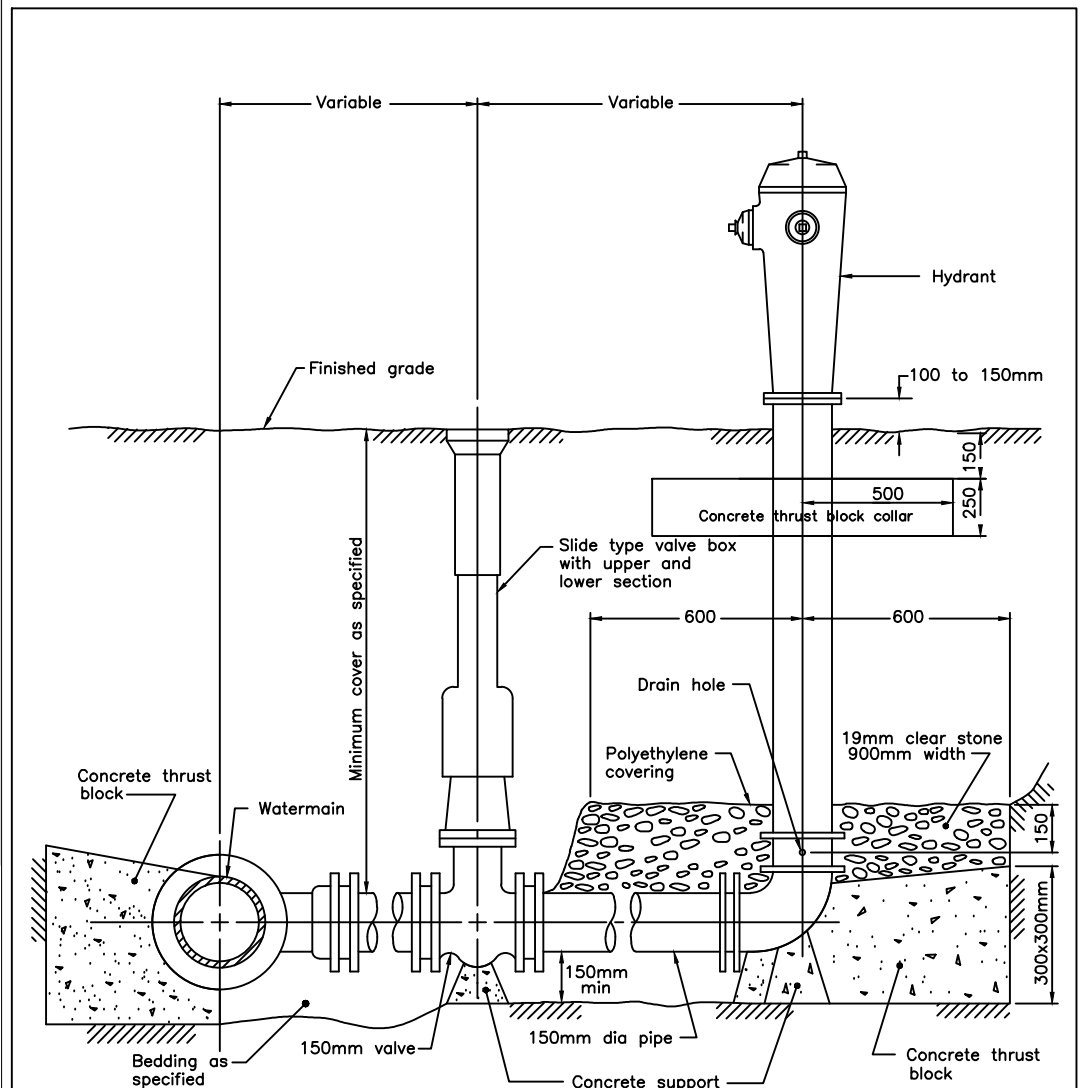 Variable
Variable
Hydrant
Finished grade
100 to 150mm
150
500
250
Concrete thrust block collar
Slide type valve box
with upper and
lower section
Minimum cover as specified
600
600
Drain hole
19mm clear stone
900mm width
Polyethylene
covering
Concrete thrust
block
Watermain
150
300x300mm
150mm
min
150mm valve
150mm dia pipe
Bedding as
specified
Concrete support
Concrete thrust
block